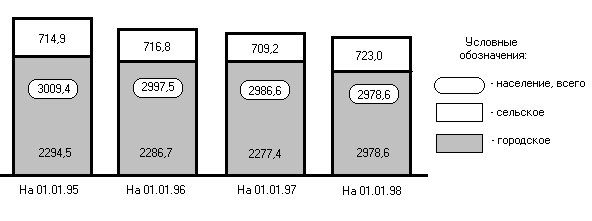 714,9
716,8
709,2
723,0
Условные
обозначения:
3009,4
2997,5
2986,6
2978,6
- население, всего
- сельское
- городское
2294,5
2286,7
2277,4
2978,6
На 01.01.95
На 01.01.96
На 01.01.97
На 01.01.98